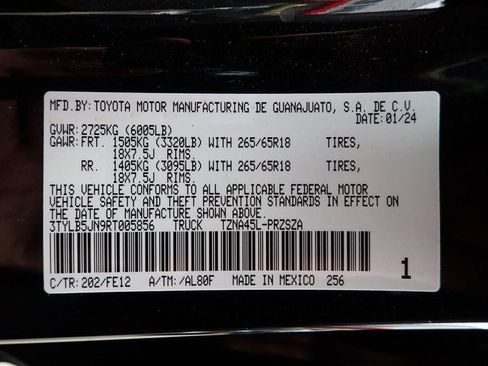 MFD.BY: TOYOTA MOTOR MANUFACTURING DE GUANAJUATO, S.A. DE C.V.
DATE: 01/24
GVWR: 2725KG (6005LB)
GAWR: FRT. 1505KG (3320LB) WITH 265/65R18 TIRES,
18X7.5J RIMS.
RR. 1405KG (3095LB) WITH 265/65R18 TIRES,
18X7.5J RIMS.
THIS VEHICLE CONFORMS TO ALL APPLICABLE FEDERAL MOTOR
VEHICLE SAFETY AND THEFT PREVENTION STANDARDS IN EFFECT ON
THE DATE OF MANUFACTURE SHOWN ABOVE.
3TYLB5JN9RT005856 TRUCK TZNA45L-PRZSZA
1
C/TR: 202/FE12 A/TM: /AL80F MADE IN MEXICO 256